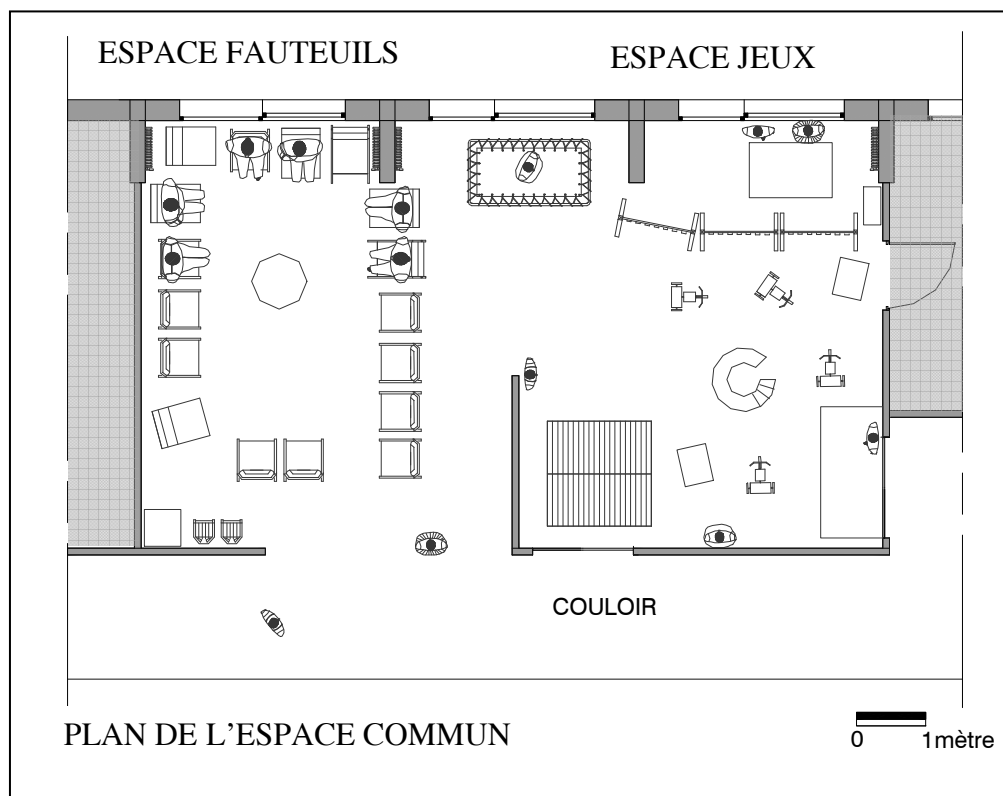 ESPACE FAUTEUILS
ESPACE JEUX
COULOIR
PLAN DE L'ESPACE COMMUN
0 1mètre